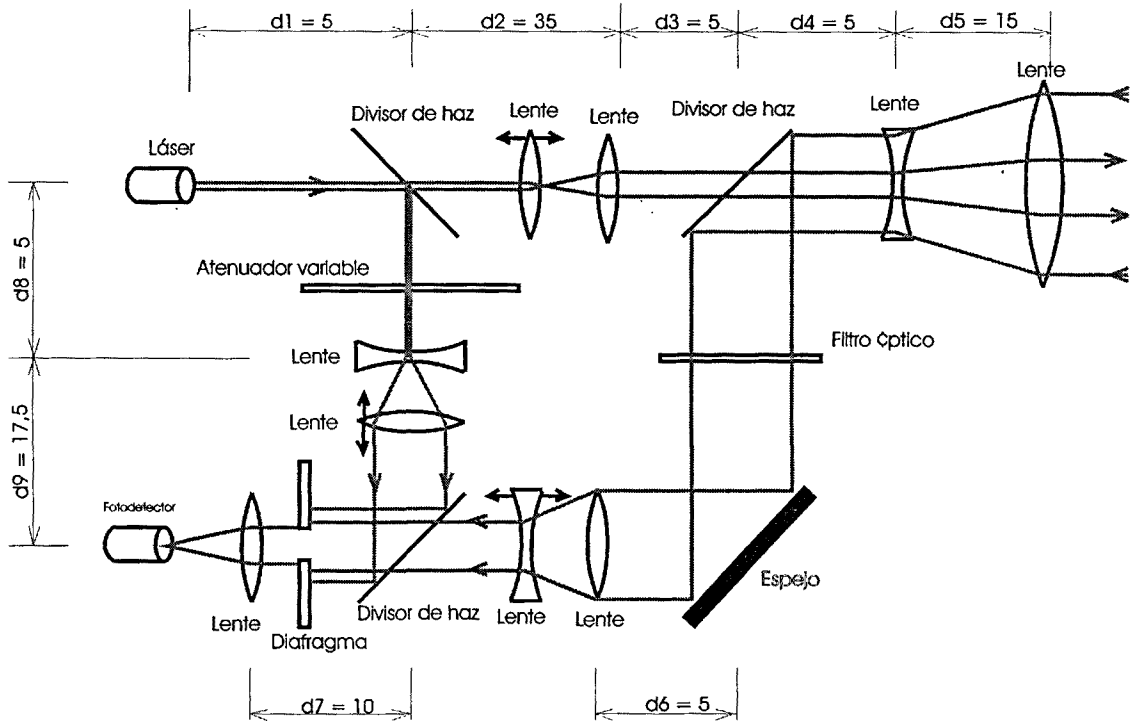 d1 = 5
d2 = 35
d3 = 5
d4 = 5
d5 = 15
Lente
Divisor de haz
Lente
Lente
Divisor de haz
Lente
Láser
d8 = 5
Atenuador variable
Lente
Filtro óptico
Lente
d9 = 17,5
Fotodetector
Espejo
Lente
Divisor de haz
Lente
Lente
Diafragma
d7 = 10
d6 = 5